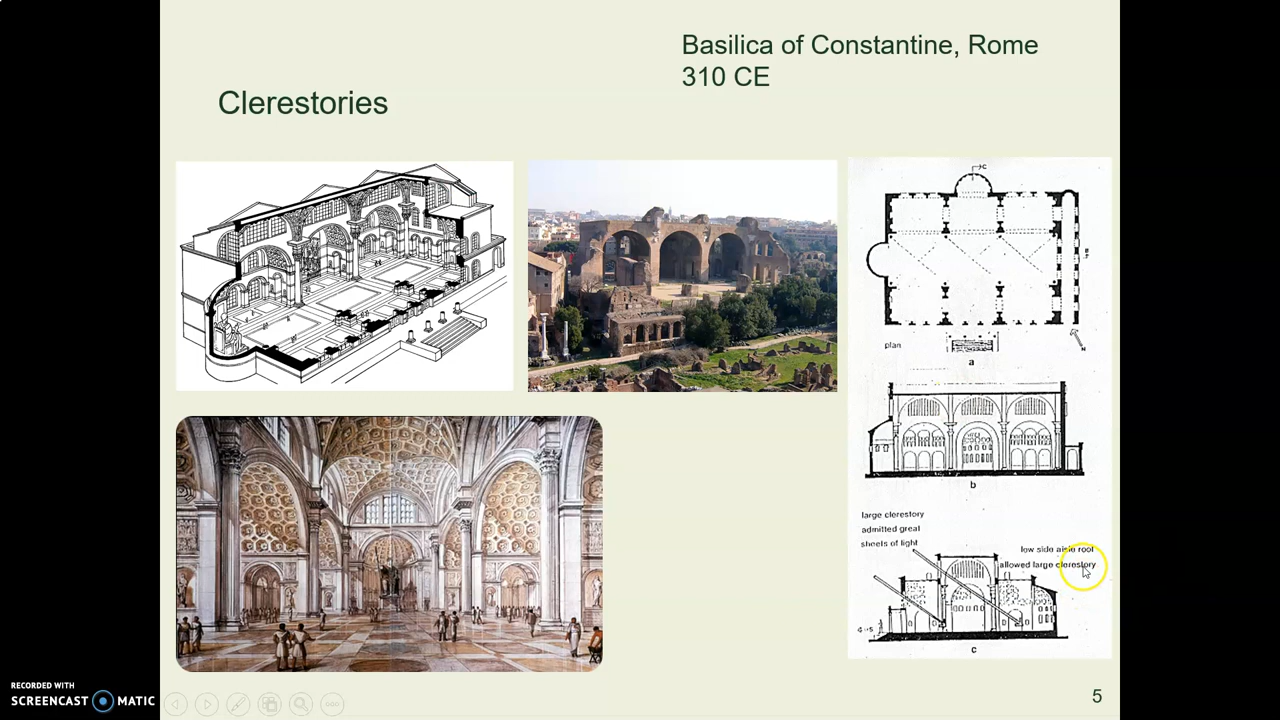 Basilica of Constantine, Rome
310 CE
Clerestories
C
plan
N
a
b
large clerestory
admitted great
sheets of light
low side aisle roof
allowed large clerestory
c
5
RECORDED WITH
SCREENCAST MATIC